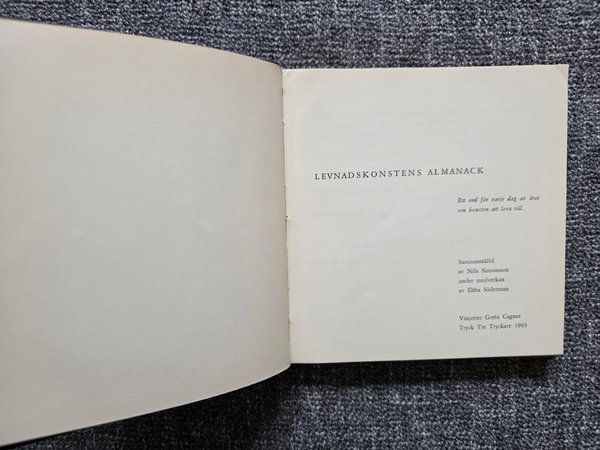 LEVNADSKONSTENS ALMANACK
Ett ord för varje dag av året
om konsten att leva väl.
Sammanställd
av Nils Simonsson
under medverkan
av Ebba Söderman
Vinjetter Greta Cagner
Tryck Tre Tryckare 1963